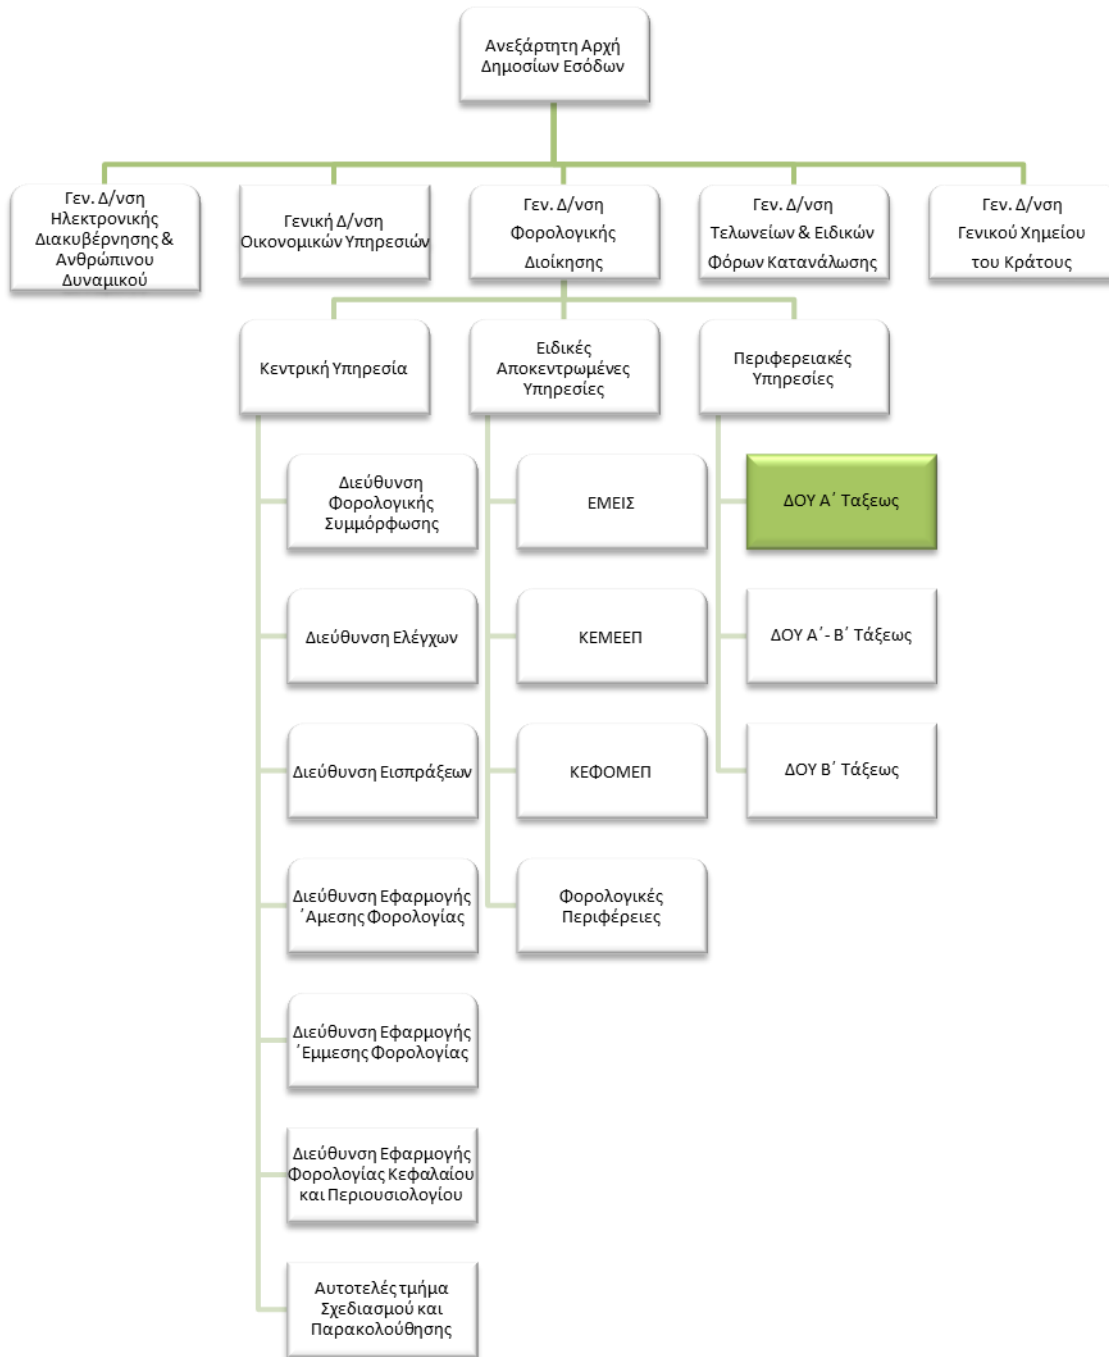 Ανεξάρτητη Αρχή
Δημοσίων Εσόδων
Γεν. Δ/νση
Ηλεκτρονικής
Διακυβέρνησης &
Ανθρώπινου
Δυναμικού
Γενική Δ/νση
Οικονομικών Υπηρεσιών
Γεν. Δ/νση
Φορολογικής
Διοίκησης
Γεν. Δ/νση
Τελωνείων & Ειδικών
Φόρων Κατανάλωσης
Γεν. Δ/νση
Γενικού Χημείου
του Κράτους
Κεντρική Υπηρεσία
Διεύθυνση
Φορολογικής
Συμμόρφωσης
Διεύθυνση Ελέγχων
Διεύθυνση Εισπράξεων
Διεύθυνση Εφαρμογής
΄Αμεσης Φορολογίας
Διεύθυνση Εφαρμογής
΄Εμμεσης Φορολογίας
Διεύθυνση Εφαρμογής
Φορολογίας Κεφαλαίου
και Περιουσιολογίου
Αυτοτελές τμήμα
Σχεδιασμού και
Παρακολούθησης
Ειδικές
Αποκεντρωμένες
Υπηρεσίες
ΕΜΕΙΣ
ΚΕΜΕΕΠ
ΚΕΦΟΜΕΠ
Φορολογικές
Περιφέρειες
Περιφερειακές
Υπηρεσίες
ΔΟΥ Α΄ Ταξεως
ΔΟΥ Α΄- Β΄ Τάξεως
ΔΟΥ Β΄ Τάξεως